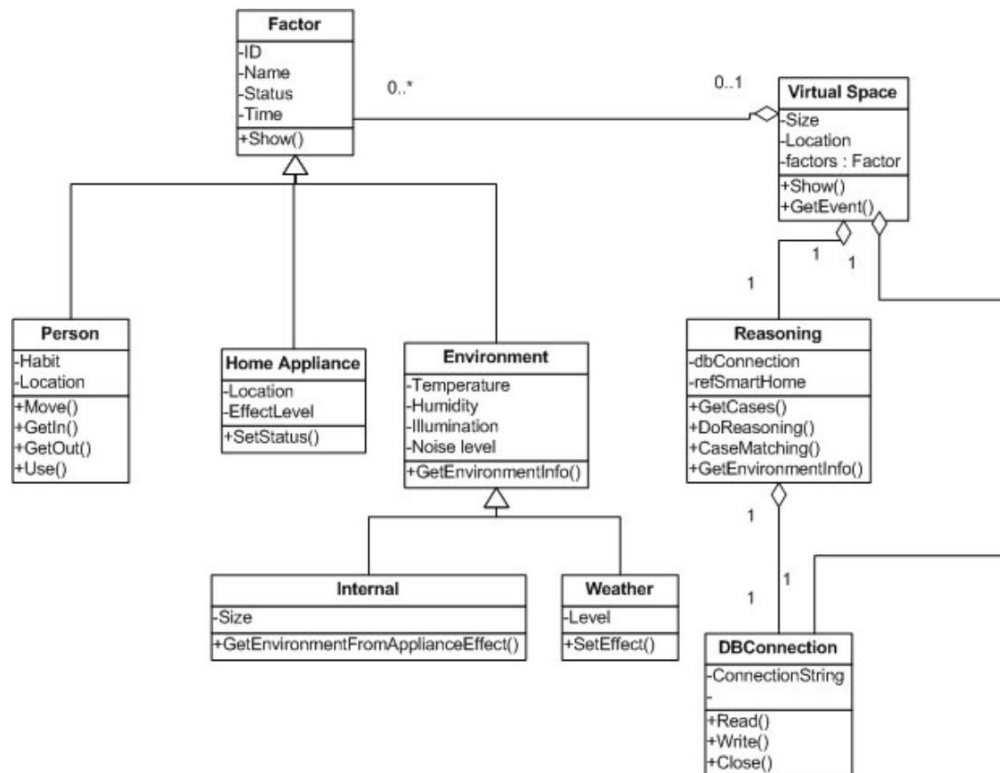 Factor
-ID
-Name
-Status
-Time
+Show()
0..*
0..1
Virtual Space
-Size
-Location
-factors : Factor
+Show()
+GetEvent()
1
1
1
Person
-Habit
-Location
+Move()
+GetIn()
+GetOut()
+Use()
Home Appliance
-Location
-EffectLevel
+SetStatus()
Environment
-Temperature
-Humidity
-Illumination
-Noise level
+GetEnvironmentInfo()
Reasoning
-dbConnection
-refSmartHome
+GetCases()
+DoReasoning()
+CaseMatching()
+GetEnvironmentInfo()
1
1
1
Internal
-Size
+GetEnvironmentFromApplianceEffect()
Weather
-Level
+SetEffect()
DBConnection
-ConnectionString
-
+Read()
+Write()
+Close()